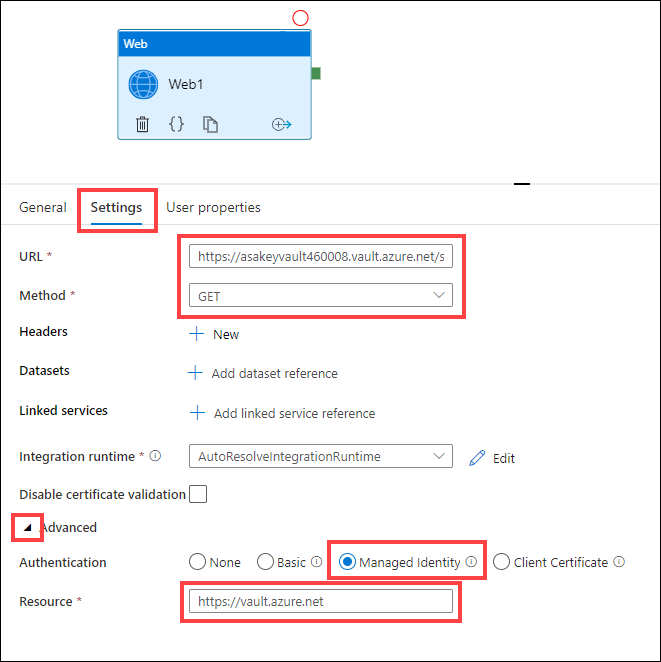 Web
Web1
{}
General Settings User properties
URL *
https://asakeyvault460008.vault.azure.net/s
Method *
GET
Headers
New
Datasets
Add dataset reference
Linked services
Add linked service reference
Integration runtime *
AutoResolveIntegrationRuntime
Edit
Disable certificate validation
Advanced
Authentication
None Basic Managed Identity Client Certificate
Resource *
https://vault.azure.net